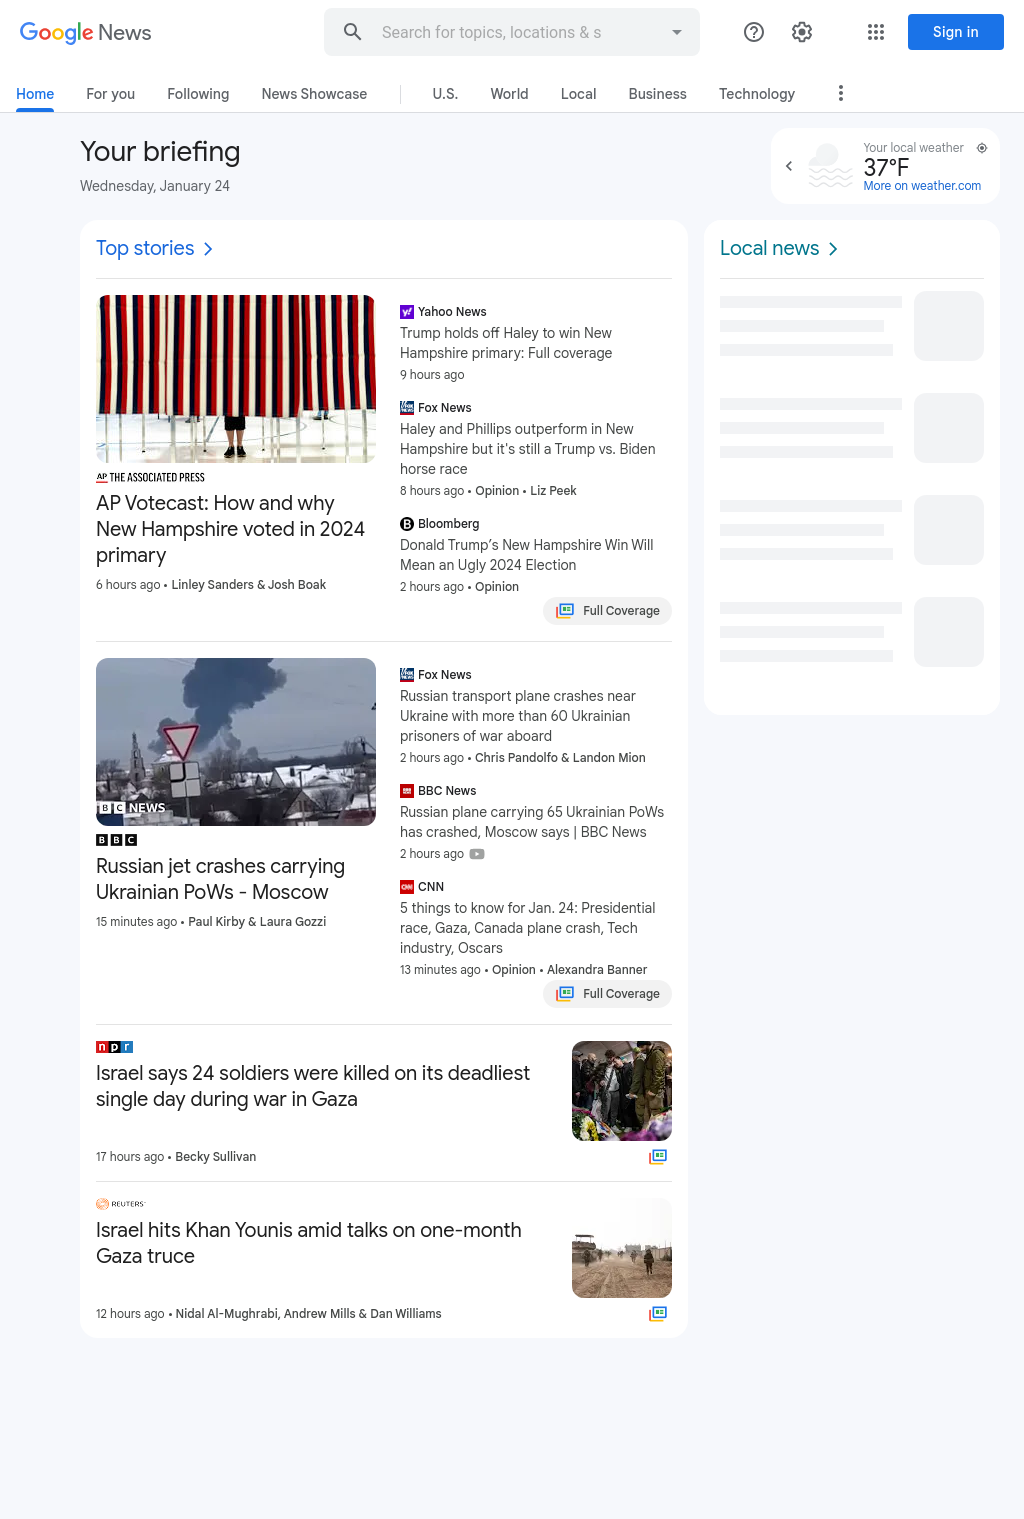 Google News
Search for topics, locations & s
Sign in
Home
For you
Following
News Showcase
U.S.
World
Local
Business
Technology
Your briefing
Wednesday, January 24
Your local weather
37°F
More on weather.com
Top stories
THE ASSOCIATED PRESS
AP
AP Votecast: How and why
New Hampshire voted in 2024
primary
6 hours ago • Linley Sanders & Josh Boak
Yahoo News
Trump holds off Haley to win New
Hampshire primary: Full coverage
9 hours ago
Fox News
Haley and Phillips outperform in New
Hampshire but it's still a Trump vs. Biden
horse race
8 hours ago • Opinion • Liz Peek
Bloomberg
Donald Trump’s New Hampshire Win Will
Mean an Ugly 2024 Election
2 hours ago • Opinion
Full Coverage
BBC NEWS
BBC
Russian jet crashes carrying
Ukrainian PoWs - Moscow
15 minutes ago • Paul Kirby & Laura Gozzi
Fox News
Russian transport plane crashes near
Ukraine with more than 60 Ukrainian
prisoners of war aboard
2 hours ago • Chris Pandolfo & Landon Mion
BBC News
Russian plane carrying 65 Ukrainian PoWs
has crashed, Moscow says | BBC News
2 hours ago
CNN
5 things to know for Jan. 24: Presidential
race, Gaza, Canada plane crash, Tech
industry, Oscars
13 minutes ago • Opinion • Alexandra Banner
Full Coverage
npr
Israel says 24 soldiers were killed on its deadliest
single day during war in Gaza
17 hours ago • Becky Sullivan
REUTERS
Israel hits Khan Younis amid talks on one-month
Gaza truce
12 hours ago • Nidal Al-Mughrabi, Andrew Mills & Dan Williams
Local news